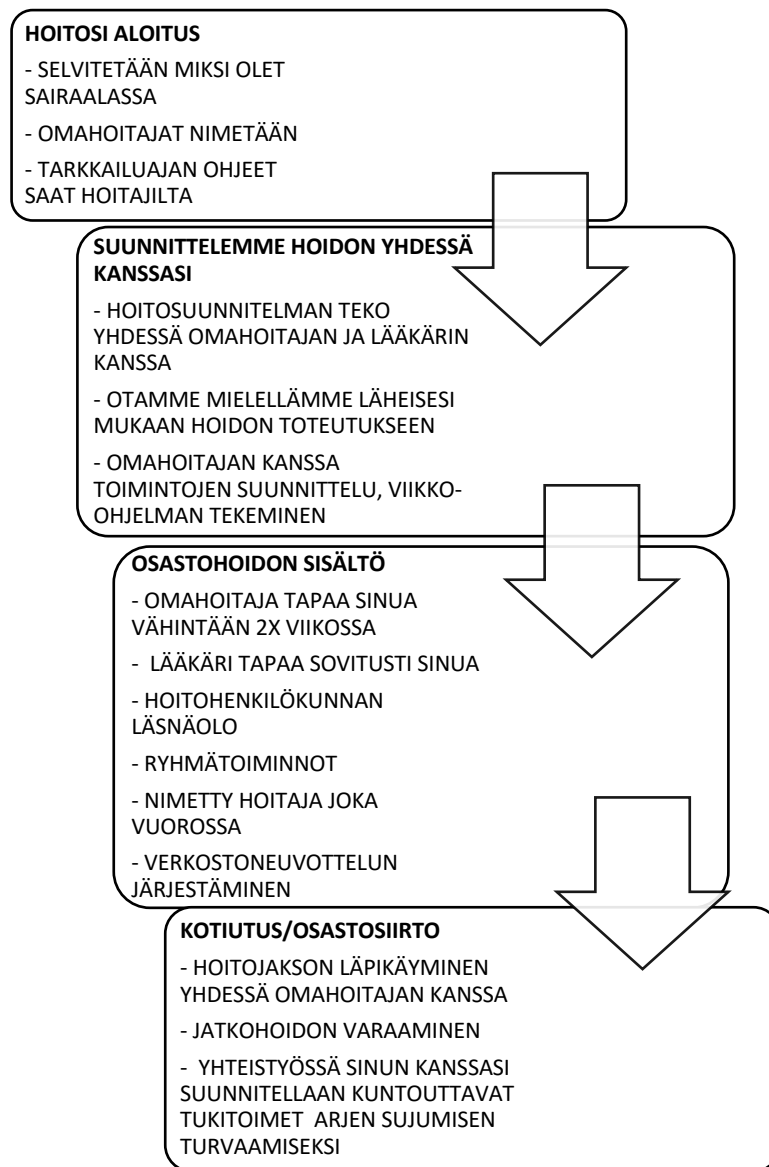 HOITOSI ALOITUS
- SELVITETÄÄN MIKSI OLET
SAIRAALASSA
- OMAHOITAJAT NIMETÄÄN
- TARKKAILUAJAN OHJEET
SAAT HOITAJILTA
SUUNNITTELEMME HOIDON YHDESSÄ
KANSSASI
- HOITOSUUNNITELMAN TEKO
YHDESSÄ OMAHOITAJAN JA LÄÄKÄRIN
KANSSA
- OTAMME MIELELLÄMME LÄHEISESI
MUKAAN HOIDON TOTEUTUKSEEN
- OMAHOITAJAN KANSSA
TOIMINTOJEN SUUNNITTELU, VIIKKO-
OHJELMAN TEKEMINEN
OSASTOHOIDON SISÄLTÖ
- OMAHOITAJA TAPAA SINUA
VÄHINTÄÄN 2X VIIKOSSA
- LÄÄKÄRI TAPAA SOVITUSTI SINUA
- HOITOHENKILÖKUNNAN
LÄSNÄOLO
- RYHMÄTOIMINNOT
- NIMETTY HOITAJA JOKA
VUOROSSA
- VERKOSTONEUVOTTELUN
JÄRJESTÄMINEN
KOTIUTUS/OSASTOSIIRTO
- HOITOJAKSON LÄPIKÄYMINEN
YHDESSÄ OMAHOITAJAN KANSSA
- JATKOHOIDON VARAAMINEN
- YHTEISTYÖSSÄ SINUN KANSSASI
SUUNNITELLAAN KUNTOUTTAVAT
TUKITOIMET ARJEN SUJUMISEN
TURVAAMISEKSI